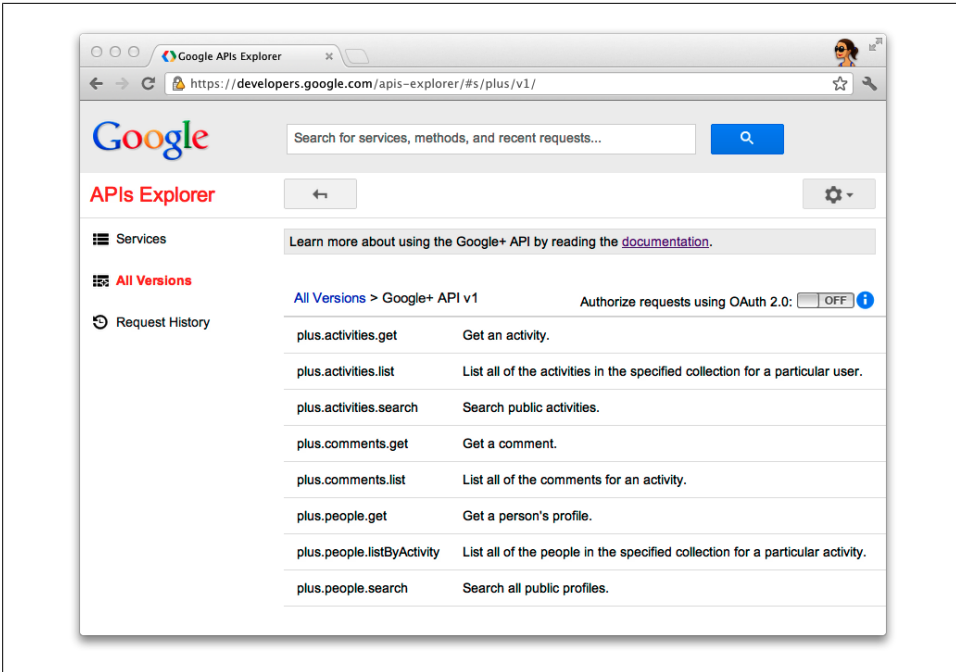 Google APIs Explorer
https://developers.google.com/apis-explorer/#s/plus/v1/
Google
Search for services, methods, and recent requests...
APIs Explorer
Services
All Versions
Request History
Learn more about using the Google+ API by reading the documentation.
All Versions > Google+ API v1
Authorize requests using OAuth 2.0: OFF i
plus.activities.get Get an activity.
plus.activities.list List all of the activities in the specified collection for a particular user.
plus.activities.search Search public activities.
plus.comments.get Get a comment.
plus.comments.list List all of the comments for an activity.
plus.people.get Get a person's profile.
plus.people.listByActivity List all of the people in the specified collection for a particular activity.
plus.people.search Search all public profiles.